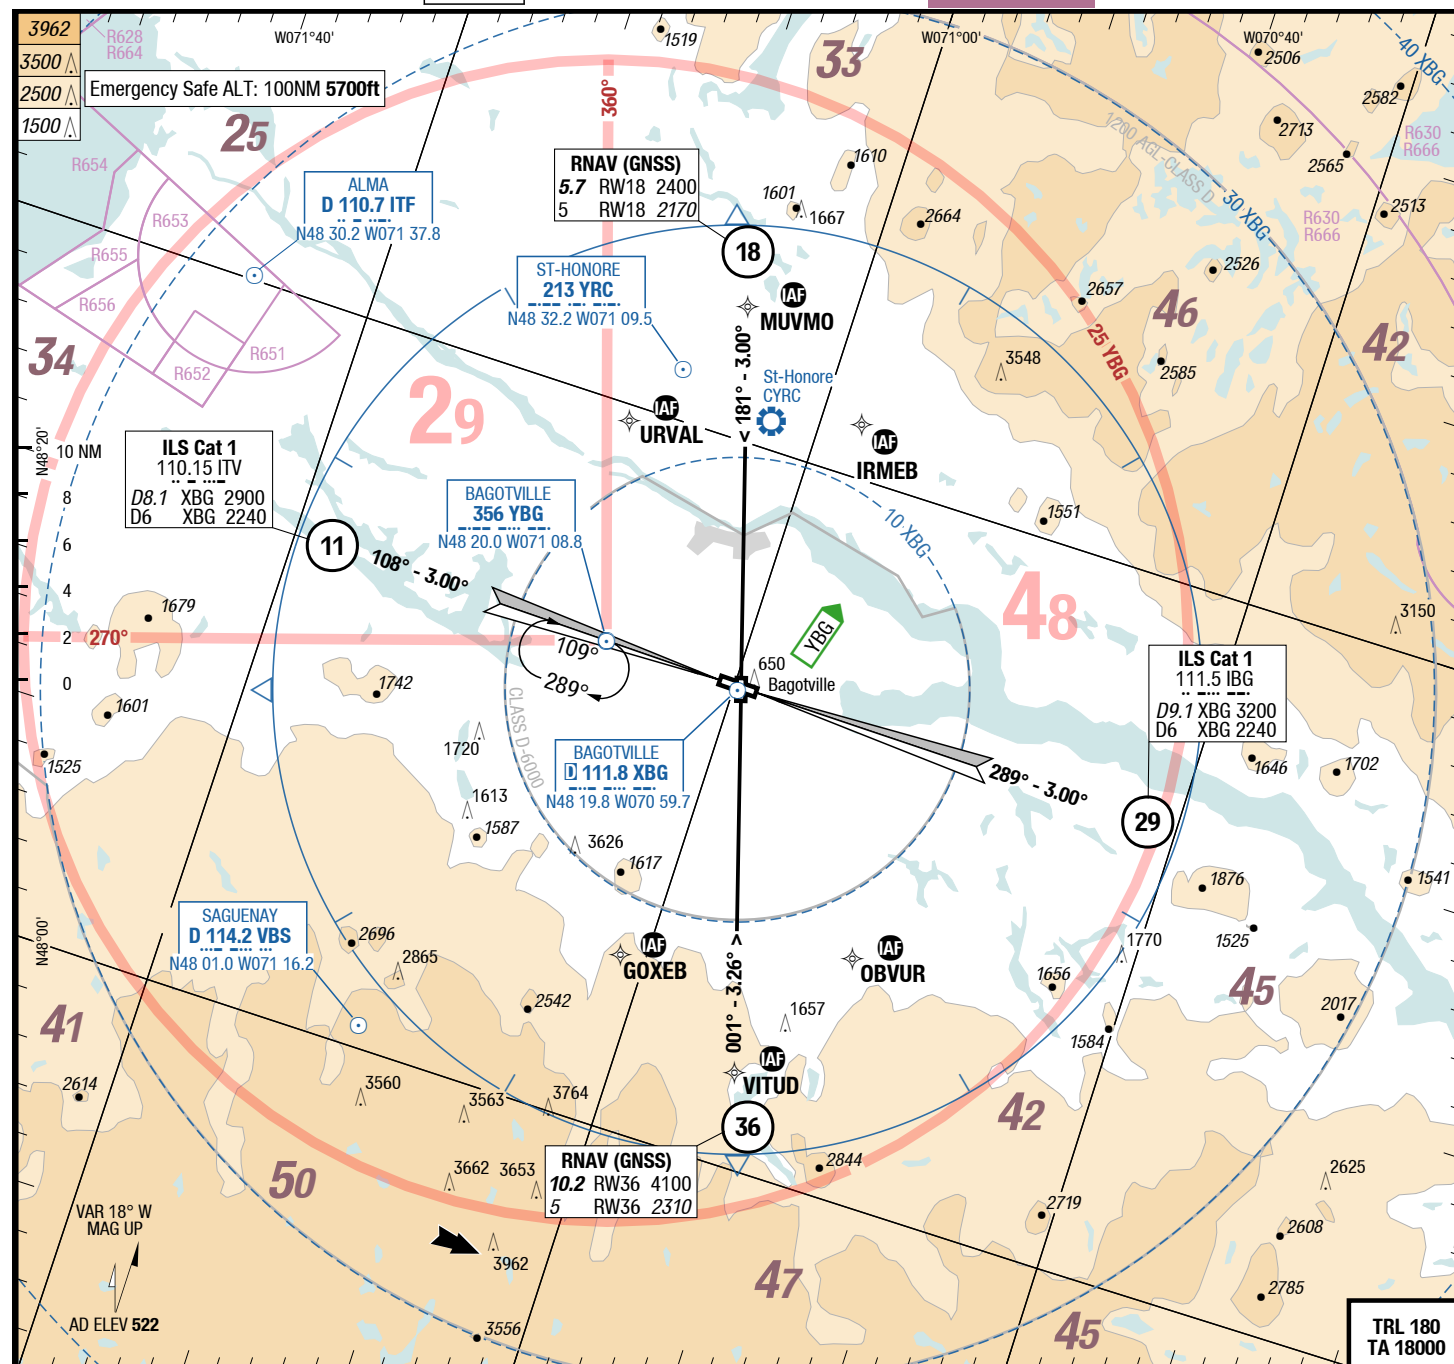 3962
3500
2500
1500
R628
R664
W071°40'
1519
33
W071°00'
W070°40'
2506
40 XBG
2582
Emergency Safe ALT: 100NM 5700ft
360°
25
2713
1200 AGL-CLASS D
2565
R630
R666
R654
RNAV (GNSS)
5.7 RW18 2400
5 RW18 2170
1610
ALMA
D 110.7 ITF
N48 30.2 W071 37.8
1601
1667
2664
30 XBG
2513
R630
R666
R653
R655
18
2526
ST-HONORE
213 YRC
N48 32.2 W071 09.5
R656
IAF
MUVMO
2657
46
R651
R652
34
181° - 3.00°
25 YBG
42
3548
2585
St-Honore
CYRC
29
IAF
URVAL
IAF
IRMEB
N48°20'
10 NM
8
6
4
2
0
ILS Cat 1
110.15 ITV
D8.1 XBG 2900
D6 XBG 2240
BAGOTVILLE
356 YBG
N48 20.0 W071 08.8
10 XBG
1551
11
108° - 3.00°
48
1679
270°
3150
109°
289°
YBG
650
Bagotville
ILS Cat 1
111.5 IBG
D9.1 XBG 3200
D6 XBG 2240
1742
1601
CLASS D-6000
1720
1525
BAGOTVILLE
D 111.8 XBG
N48 19.8 W070 59.7
289° - 3.00°
1646
1702
1613
1587
3626
1617
29
1876
1541
SAGUENAY
D 114.2 VBS
N48 01.0 W071 16.2
N48°00'
2696
2865
IAF
GOXEB
001° - 3.26°
IAF
OBVUR
1770
1525
1656
45
2542
1657
2017
41
1584
IAF
VITUD
2614
3560
3563
3764
36
42
RNAV (GNSS)
10.2 RW36 4100
5 RW36 2310
50
3662
3653
2844
2625
2719
2608
VAR 18° W
MAG UP
3962
47
2785
AD ELEV 522
3556
45
TRL 180
TA 18000